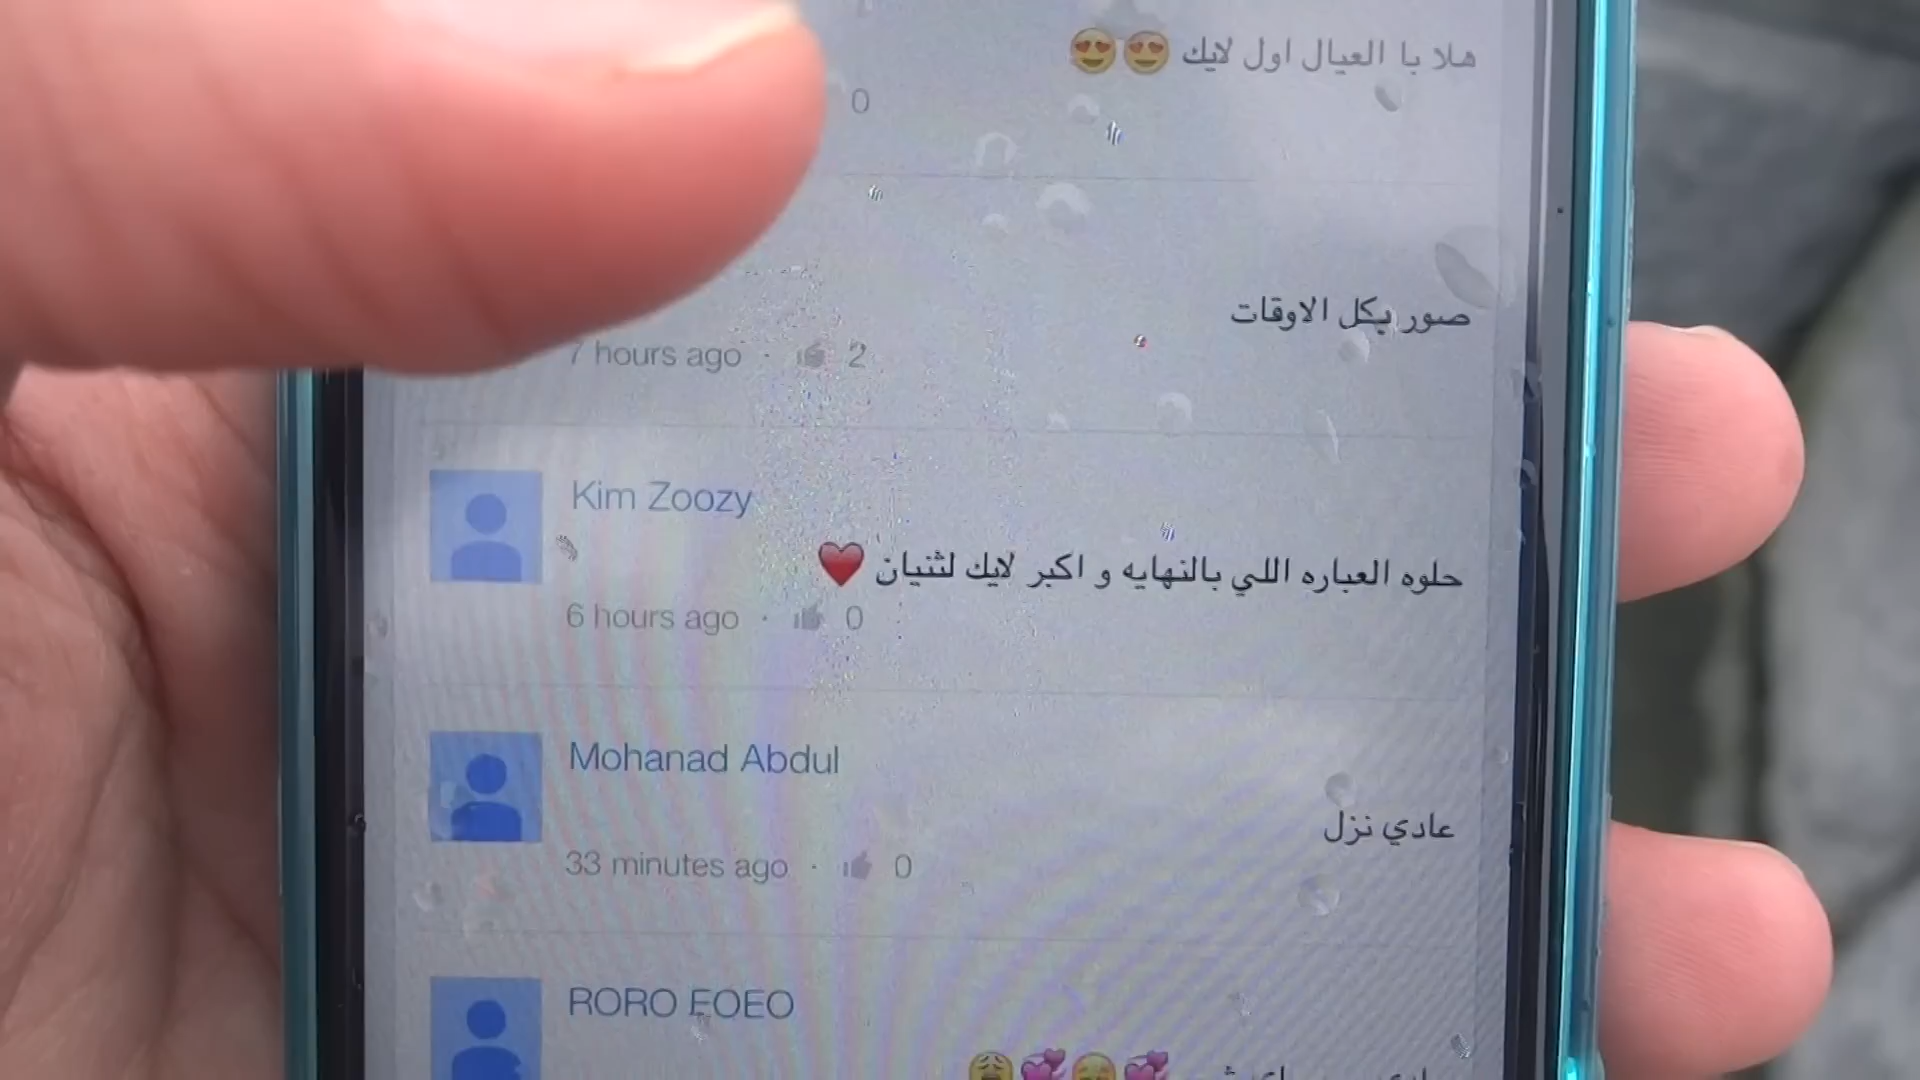 هلا با العيال اول لايك 😍😍
0
صور بكل الاوقات
7 hours ago · 2
Kim Zoozy
حلوه العباره اللي بالنهايه و اكبر لايك لثنيان ❤️
6 hours ago · 0
Mohanad Abdul
عادي نزل
33 minutes ago · 0
RORO EOEO